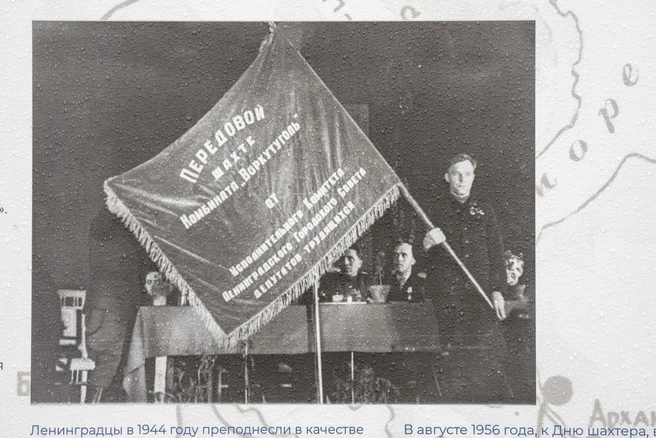 ПЕРЕДОВОЙ
ШАХТЕ
КОМБИНАТА „ВОРКУТУГОЛЬ"
ОТ
ИСПОЛНИТЕЛЬНОГО КОМИТЕТА
ЛЕНИНГРАДСКОГО ГОРОДСКОГО СОВЕТА
ДЕПУТАТОВ ТРУДЯЩИХСЯ
море
».
я
Б
Архан
Ленинградцы в 1944 году преподнесли в качестве
В августе 1956 года, к Дню шахтера, в